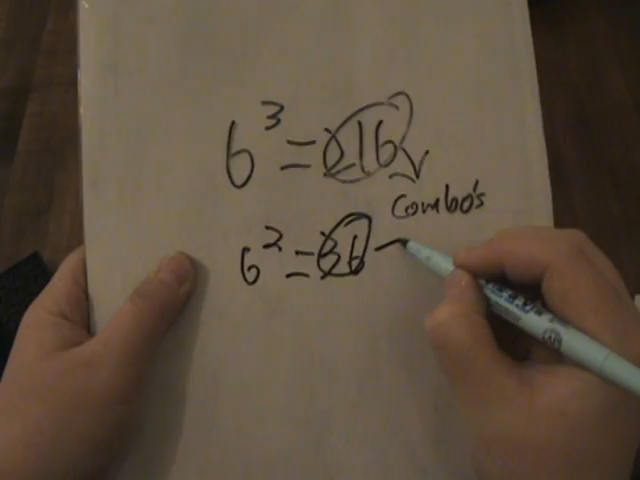 6³ = 216
Combo's
6² = 36